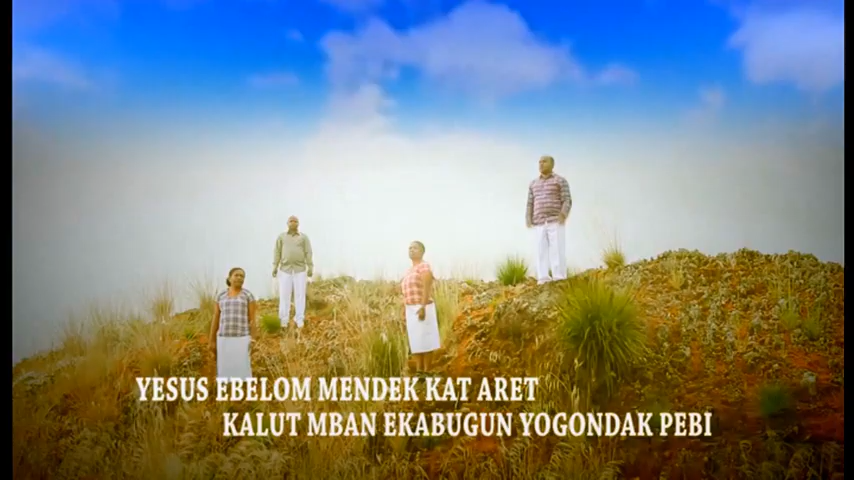 YESUS EBELOM MENDEK KAT ARET
KALUT MBAN EKABUGUN YOGONDAK PEBI